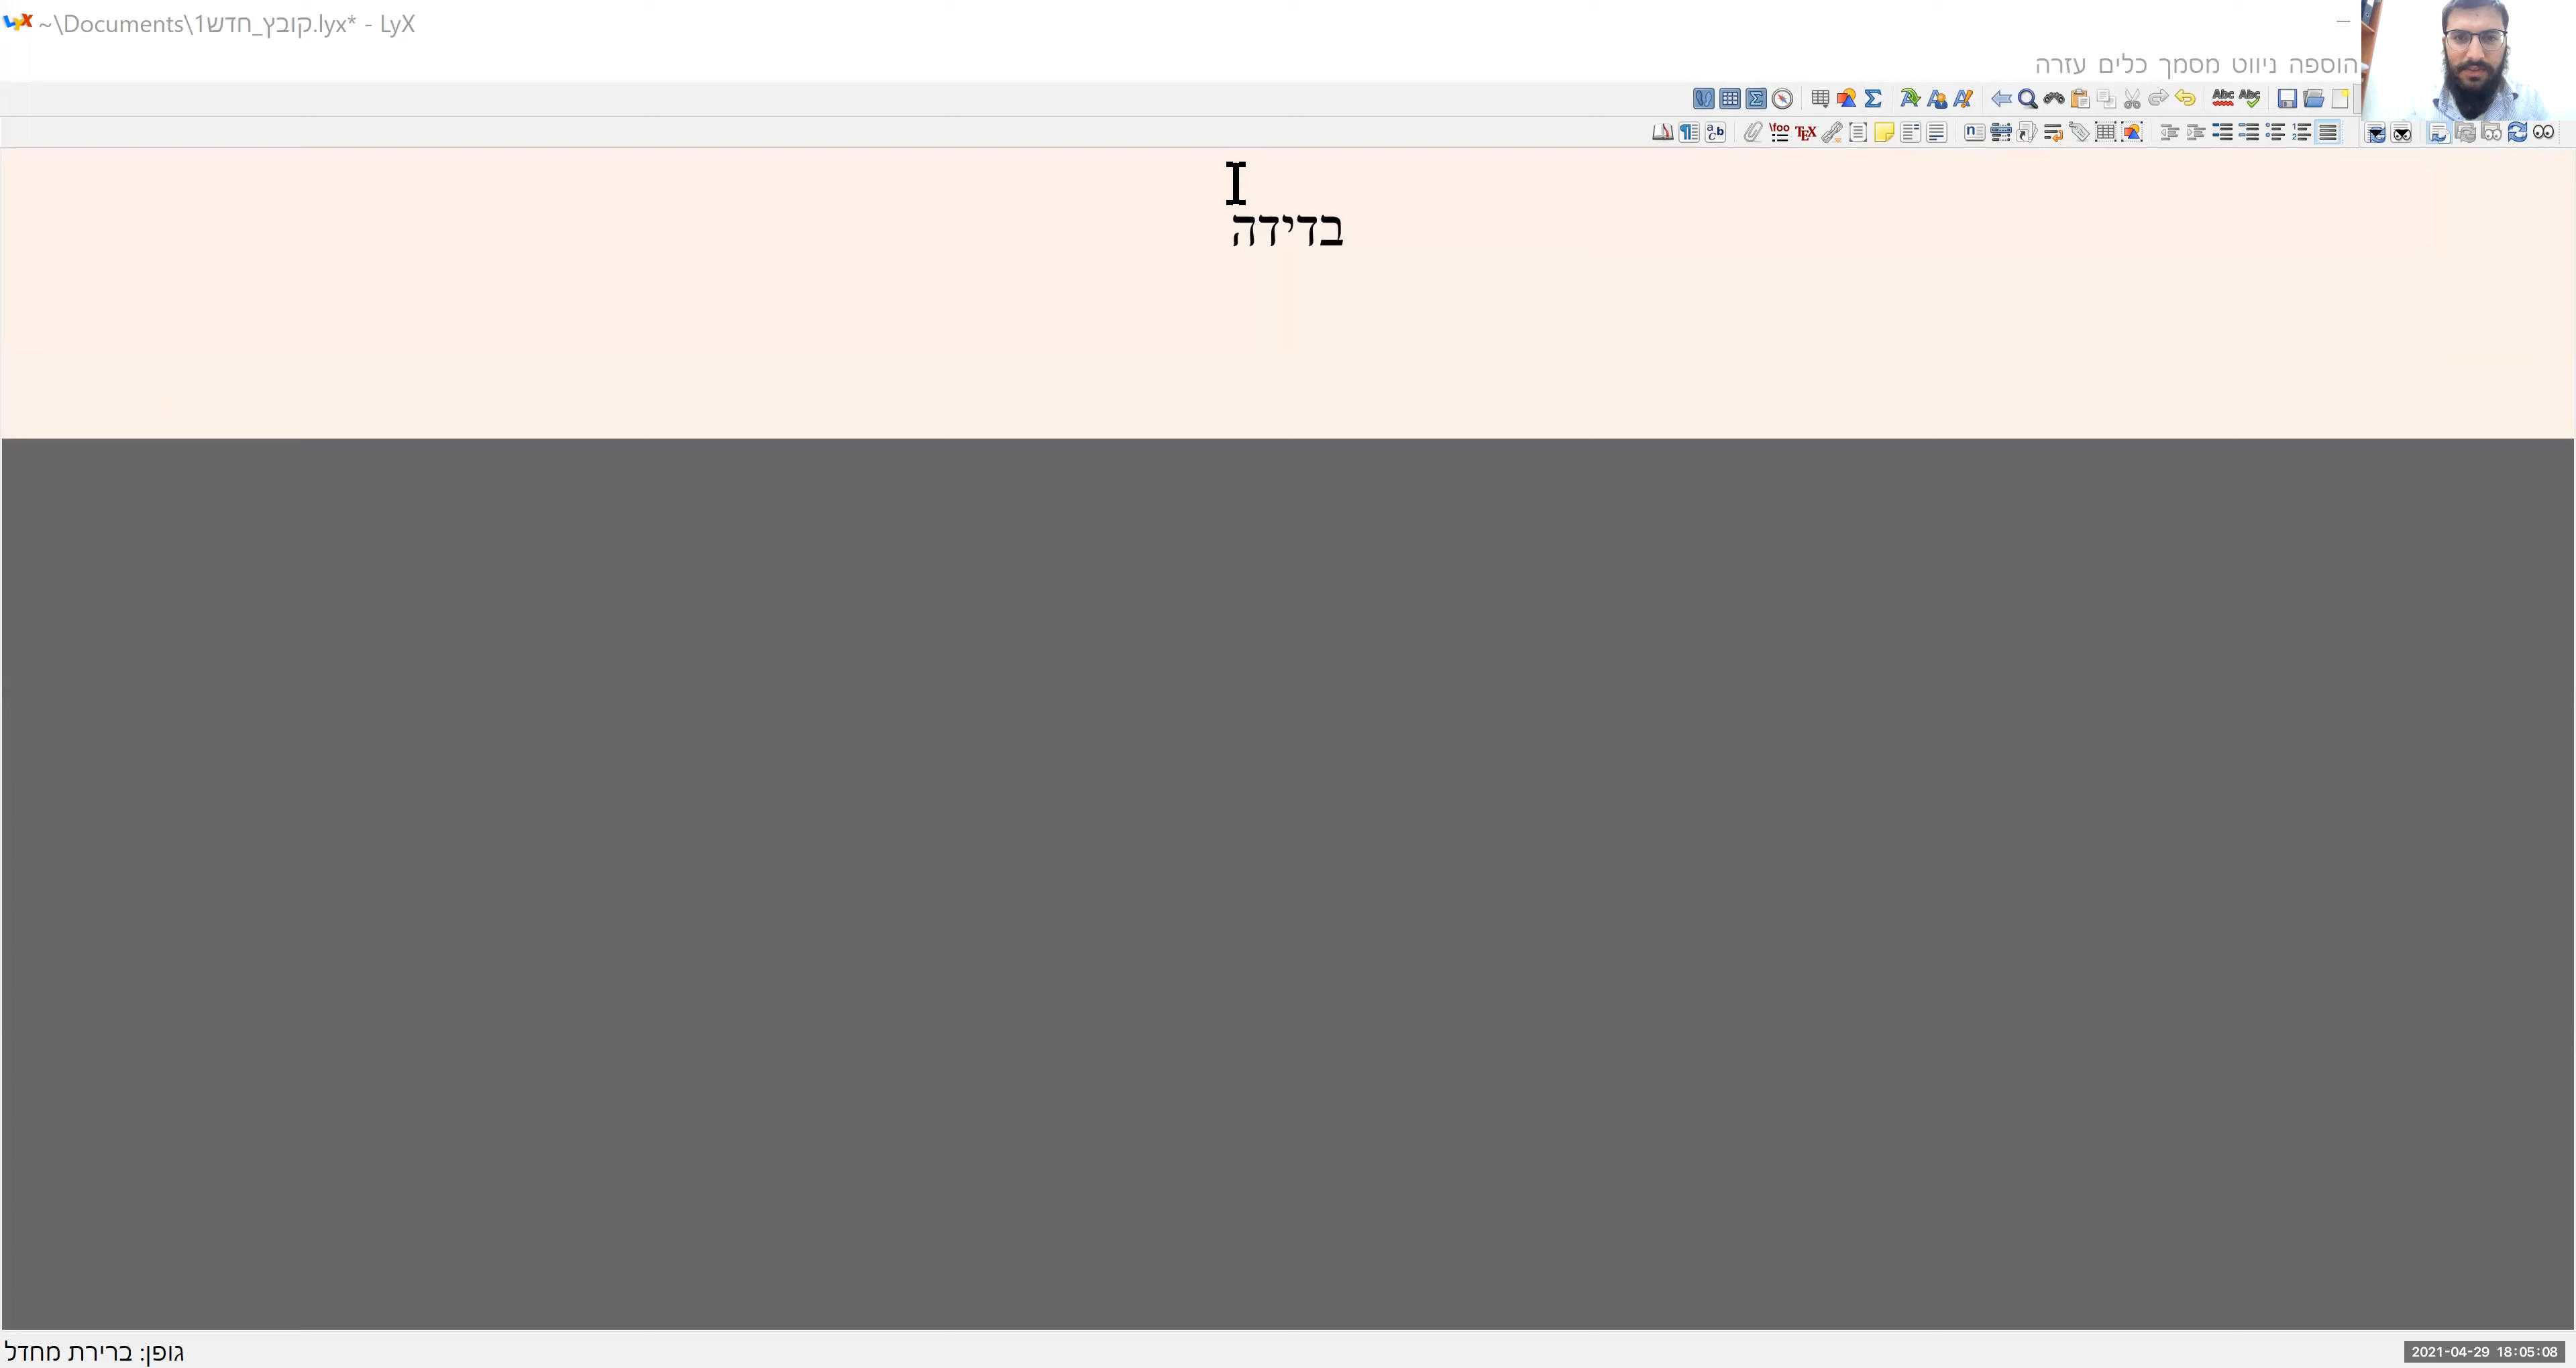 ~\Documents\קובץ_חדש1.lyx* - LyX
הוספה ניווט מסמך כלים עזרה
בדידה
גופן: ברירת מחדל
2021-04-29 18:05:08